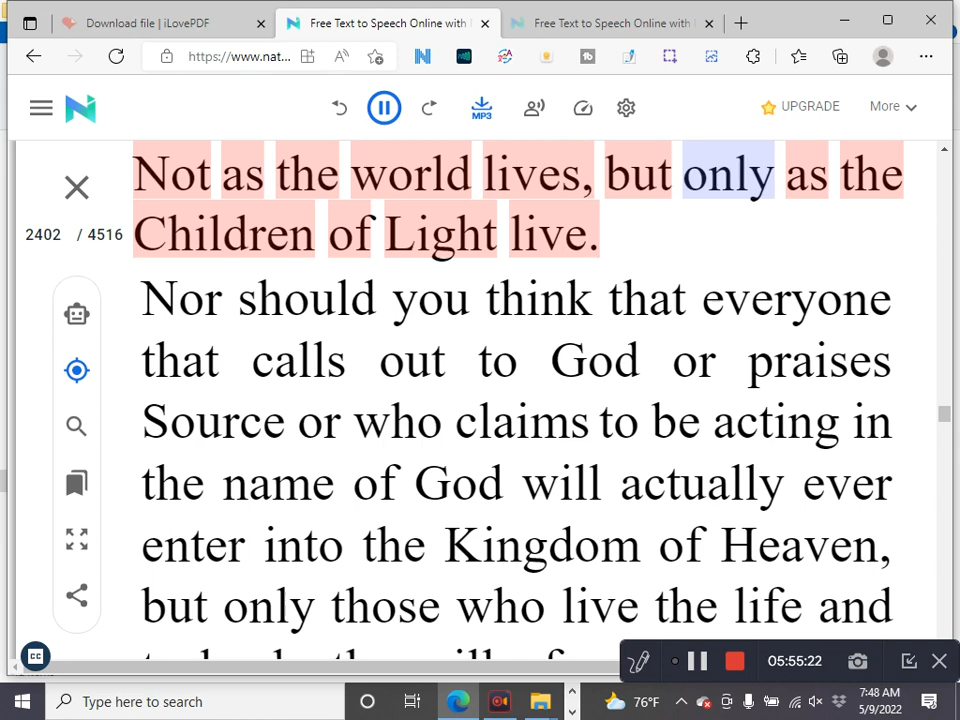 Download file | iLovePDF
Free Text to Speech Online with
Free Text to Speech Online with
https://www.nat...
MP3
UPGRADE
More
Not as the world lives, but only as the
Children of Light live.
2402 / 4516
Nor should you think that everyone
that calls out to God or praises
Source or who claims to be acting in
the name of God will actually ever
enter into the Kingdom of Heaven,
but only those who live the life and
CC
05:55:22
Type here to search
76°F
7:48 AM
5/9/2022